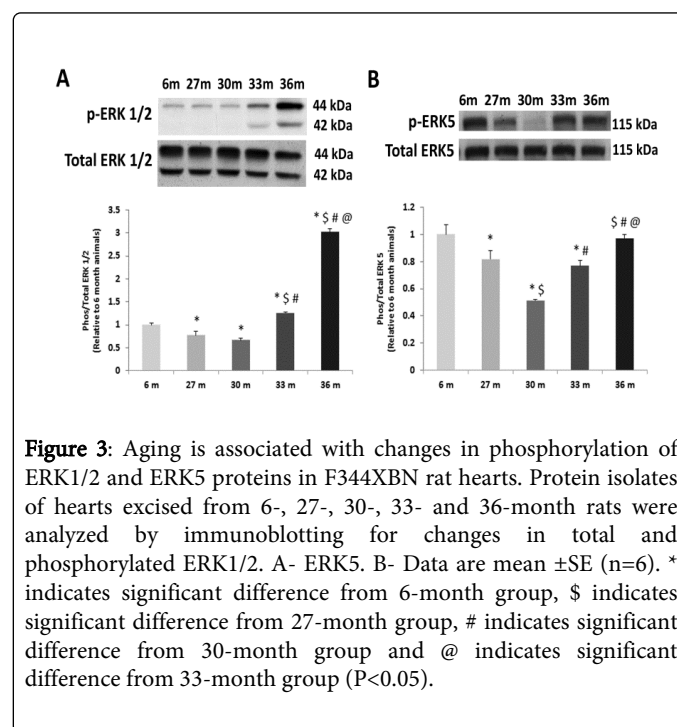 A
B
6m 27m 30m 33m 36m
p-ERK 1/2
44 kDa
42 kDa
Total ERK 1/2
44 kDa
42 kDa
6m 27m 30m 33m 36m
p-ERK5
115 kDa
Total ERK5
115 kDa
Phos/Total ERK 1/2
(Relative to 6 month animals)
3.5
3
2.5
2
1.5
1
0.5
0
*
*
* $ #
* $ # @
6 m 27 m 30 m 33 m 36 m
Phos/Total ERK 5
(Relative to 6 month animals)
1.2
1
0.8
0.6
0.4
0.2
0
*
* $
* #
$ # @
6 m 27 m 30 m 33 m 36 m
Figure 3: Aging is associated with changes in phosphorylation of
ERK1/2 and ERK5 proteins in F344XBN rat hearts. Protein isolates
of hearts excised from 6-, 27-, 30-, 33- and 36-month rats were
analyzed by immunoblotting for changes in total and
phosphorylated ERK1/2. A- ERK5. B- Data are mean ±SE (n=6). *
indicates significant difference from 6-month group, $ indicates
significant difference from 27-month group, # indicates significant
difference from 30-month group and @ indicates significant
difference from 33-month group (P<0.05).